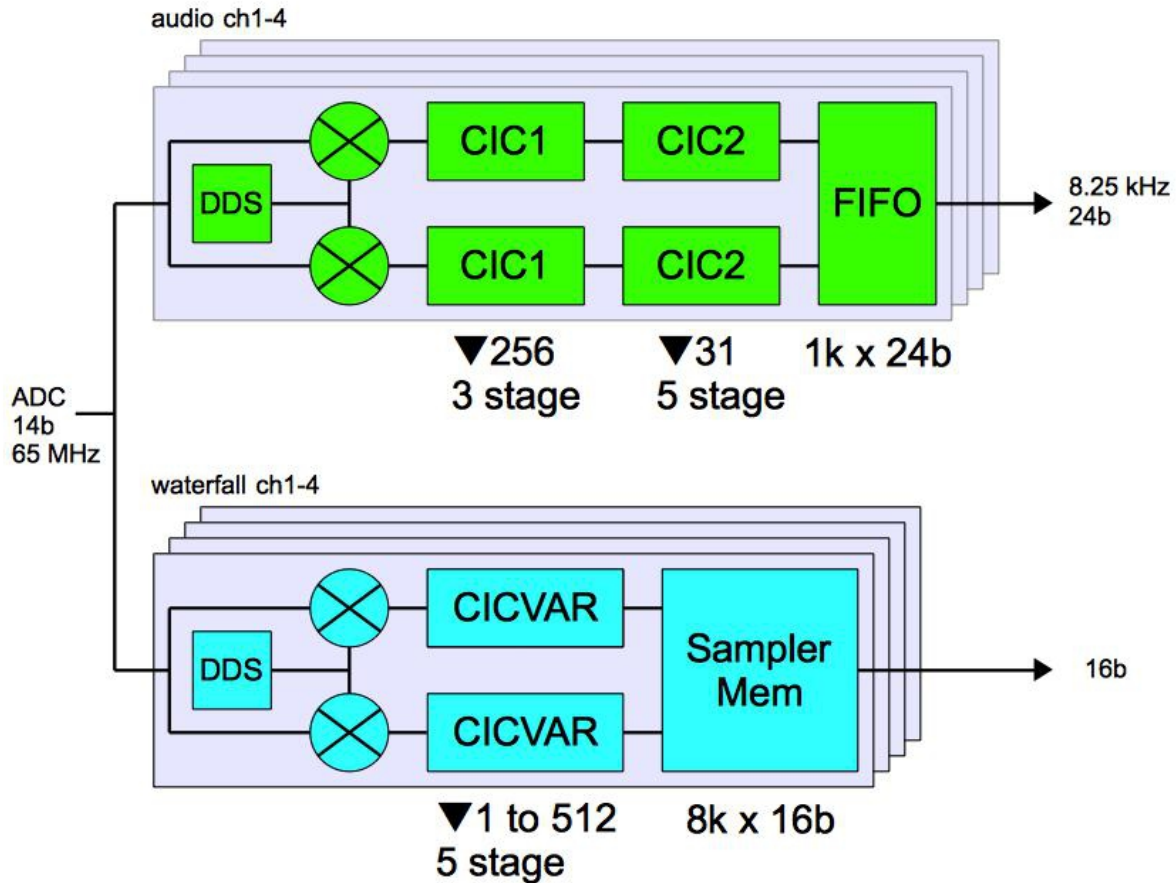 audio ch1-4
CIC1
CIC2
DDS
FIFO
8.25 kHz
24b
CIC1
CIC2
▼256
3 stage
▼31
5 stage
1k x 24b
ADC
14b
65 MHz
waterfall ch1-4
CICVAR
DDS
Sampler
Mem
16b
CICVAR
▼1 to 512
5 stage
8k x 16b